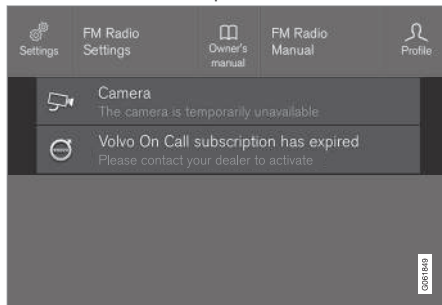 Settings
FM Radio
Settings
Owner's
manual
FM Radio
Manual
Profile
Camera
The camera is temporarily unavailable
Volvo On Call subscription has expired
Please contact your dealer to activate
G061849